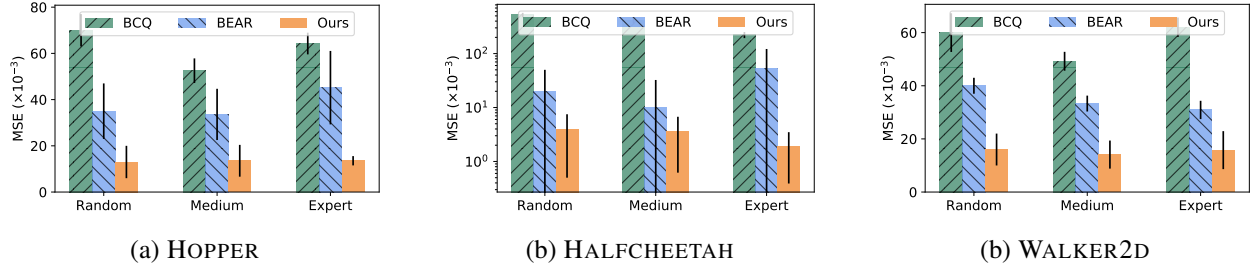 BCQ BEAR Ours
MSE (×10⁻³)
60
40
20
0
Random Medium Expert
(a) HOPPER
BCQ BEAR Ours
MSE (×10⁻³)
10²
10¹
10⁰
Random Medium Expert
(b) HALFCHEETAH
BCQ BEAR Ours
MSE (×10⁻³)
60
40
20
0
Random Medium Expert
(b) WALKER2D